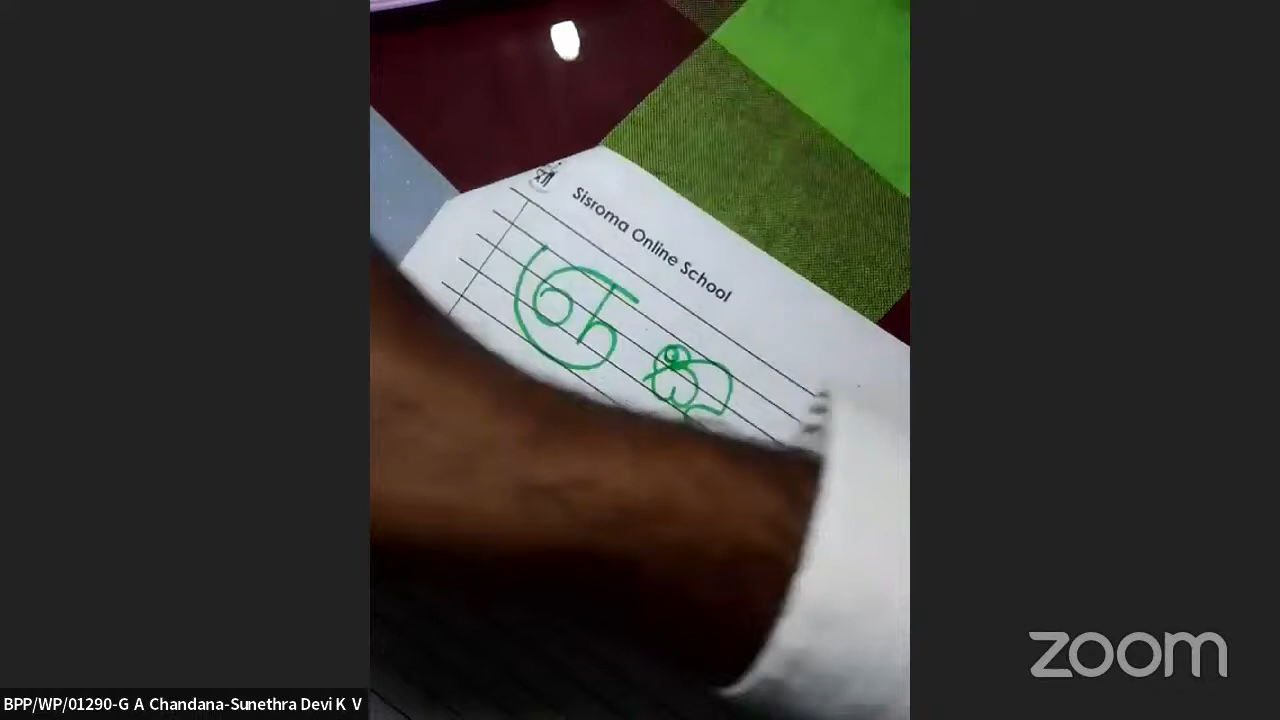 Sisroma Online School
ஞ ඤ
zoom
BPP/WP/01290-G A Chandana-Sunethra Devi K V